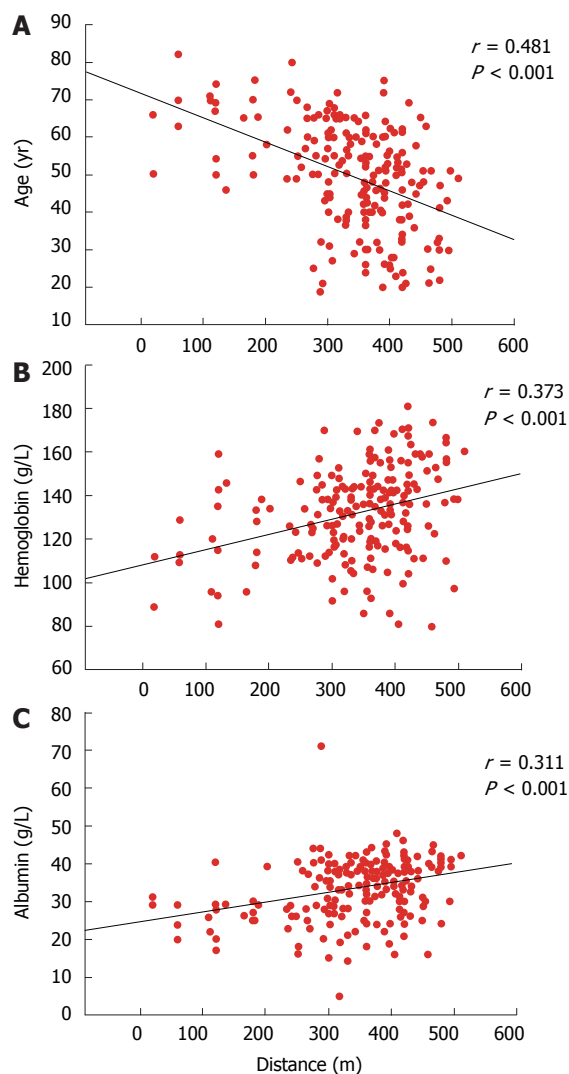 A
90
80
70
60
50
40
30
20
10
Age (yr)
r = 0.481
P < 0.001
0 100 200 300 400 500 600
B
200
180
160
140
120
100
80
60
Hemoglobin (g/L)
r = 0.373
P < 0.001
0 100 200 300 400 500 600
C
80
70
60
50
40
30
20
10
0
Albumin (g/L)
r = 0.311
P < 0.001
0 100 200 300 400 500 600
Distance (m)